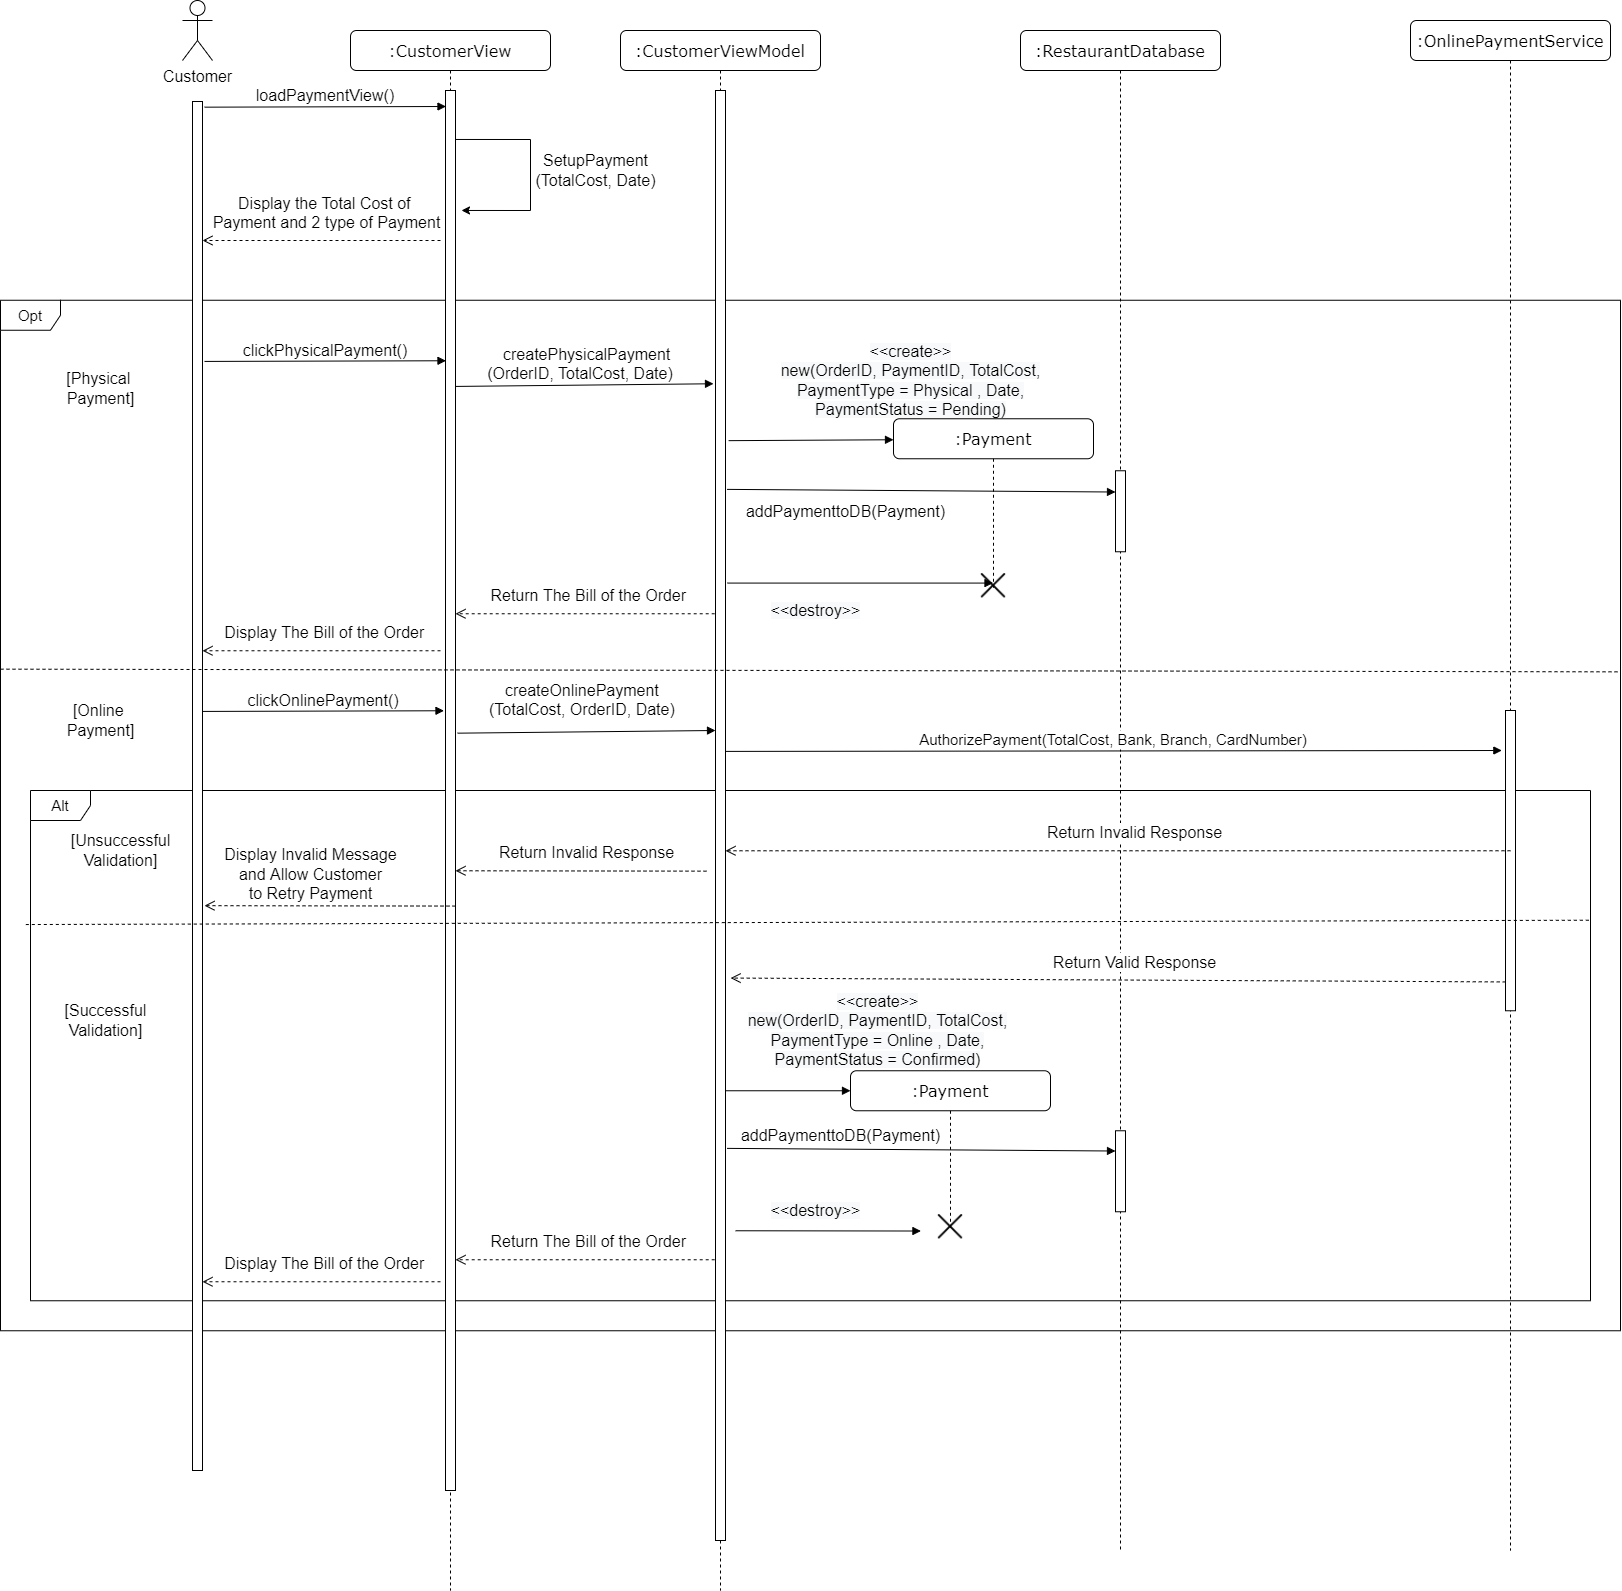 Customer
:CustomerView
:CustomerViewModel
:RestaurantDatabase
:OnlinePaymentService
loadPaymentView()
SetupPayment
(TotalCost, Date)
Display the Total Cost of
Payment and 2 type of Payment
Opt
[Physical
Payment]
clickPhysicalPayment()
createPhysicalPayment
(OrderID, TotalCost, Date)
<<create>>
new(OrderID, PaymentID, TotalCost,
PaymentType = Physical , Date,
PaymentStatus = Pending)
:Payment
addPaymenttoDB(Payment)
<<destroy>>
Return The Bill of the Order
Display The Bill of the Order
[Online
Payment]
clickOnlinePayment()
createOnlinePayment
(TotalCost, OrderID, Date)
AuthorizePayment(TotalCost, Bank, Branch, CardNumber)
Alt
[Unsuccessful
Validation]
Return Invalid Response
Return Invalid Response
Display Invalid Message
and Allow Customer
to Retry Payment
[Successful
Validation]
Return Valid Response
<<create>>
new(OrderID, PaymentID, TotalCost,
PaymentType = Online , Date,
PaymentStatus = Confirmed)
:Payment
addPaymenttoDB(Payment)
<<destroy>>
Return The Bill of the Order
Display The Bill of the Order